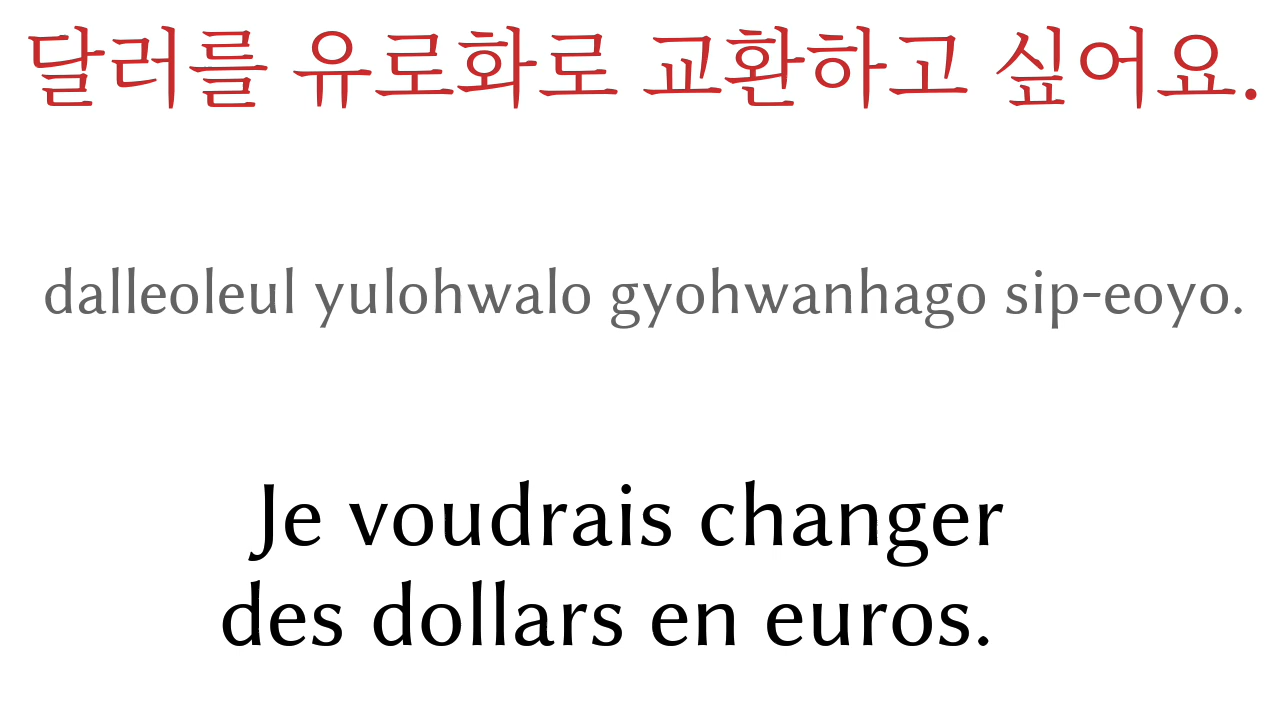 달러를 유로화로 교환하고 싶어요.
dalleoleul yulohwalo gyohwanhago sip-eoyo.
Je voudrais changer
des dollars en euros.